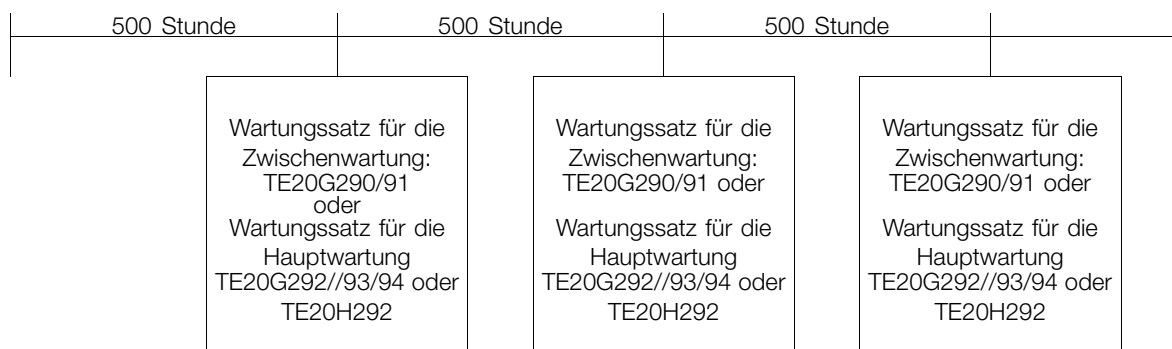 500 Stunde
500 Stunde
500 Stunde
Wartungssatz für die
Zwischenwartung:
TE20G290/91
oder
Wartungssatz für die
Hauptwartung
TE20G292//93/94 oder
TE20H292
Wartungssatz für die
Zwischenwartung:
TE20G290/91 oder
Wartungssatz für die
Hauptwartung
TE20G292//93/94 oder
TE20H292
Wartungssatz für die
Zwischenwartung:
TE20G290/91 oder
Wartungssatz für die
Hauptwartung
TE20G292//93/94 oder
TE20H292